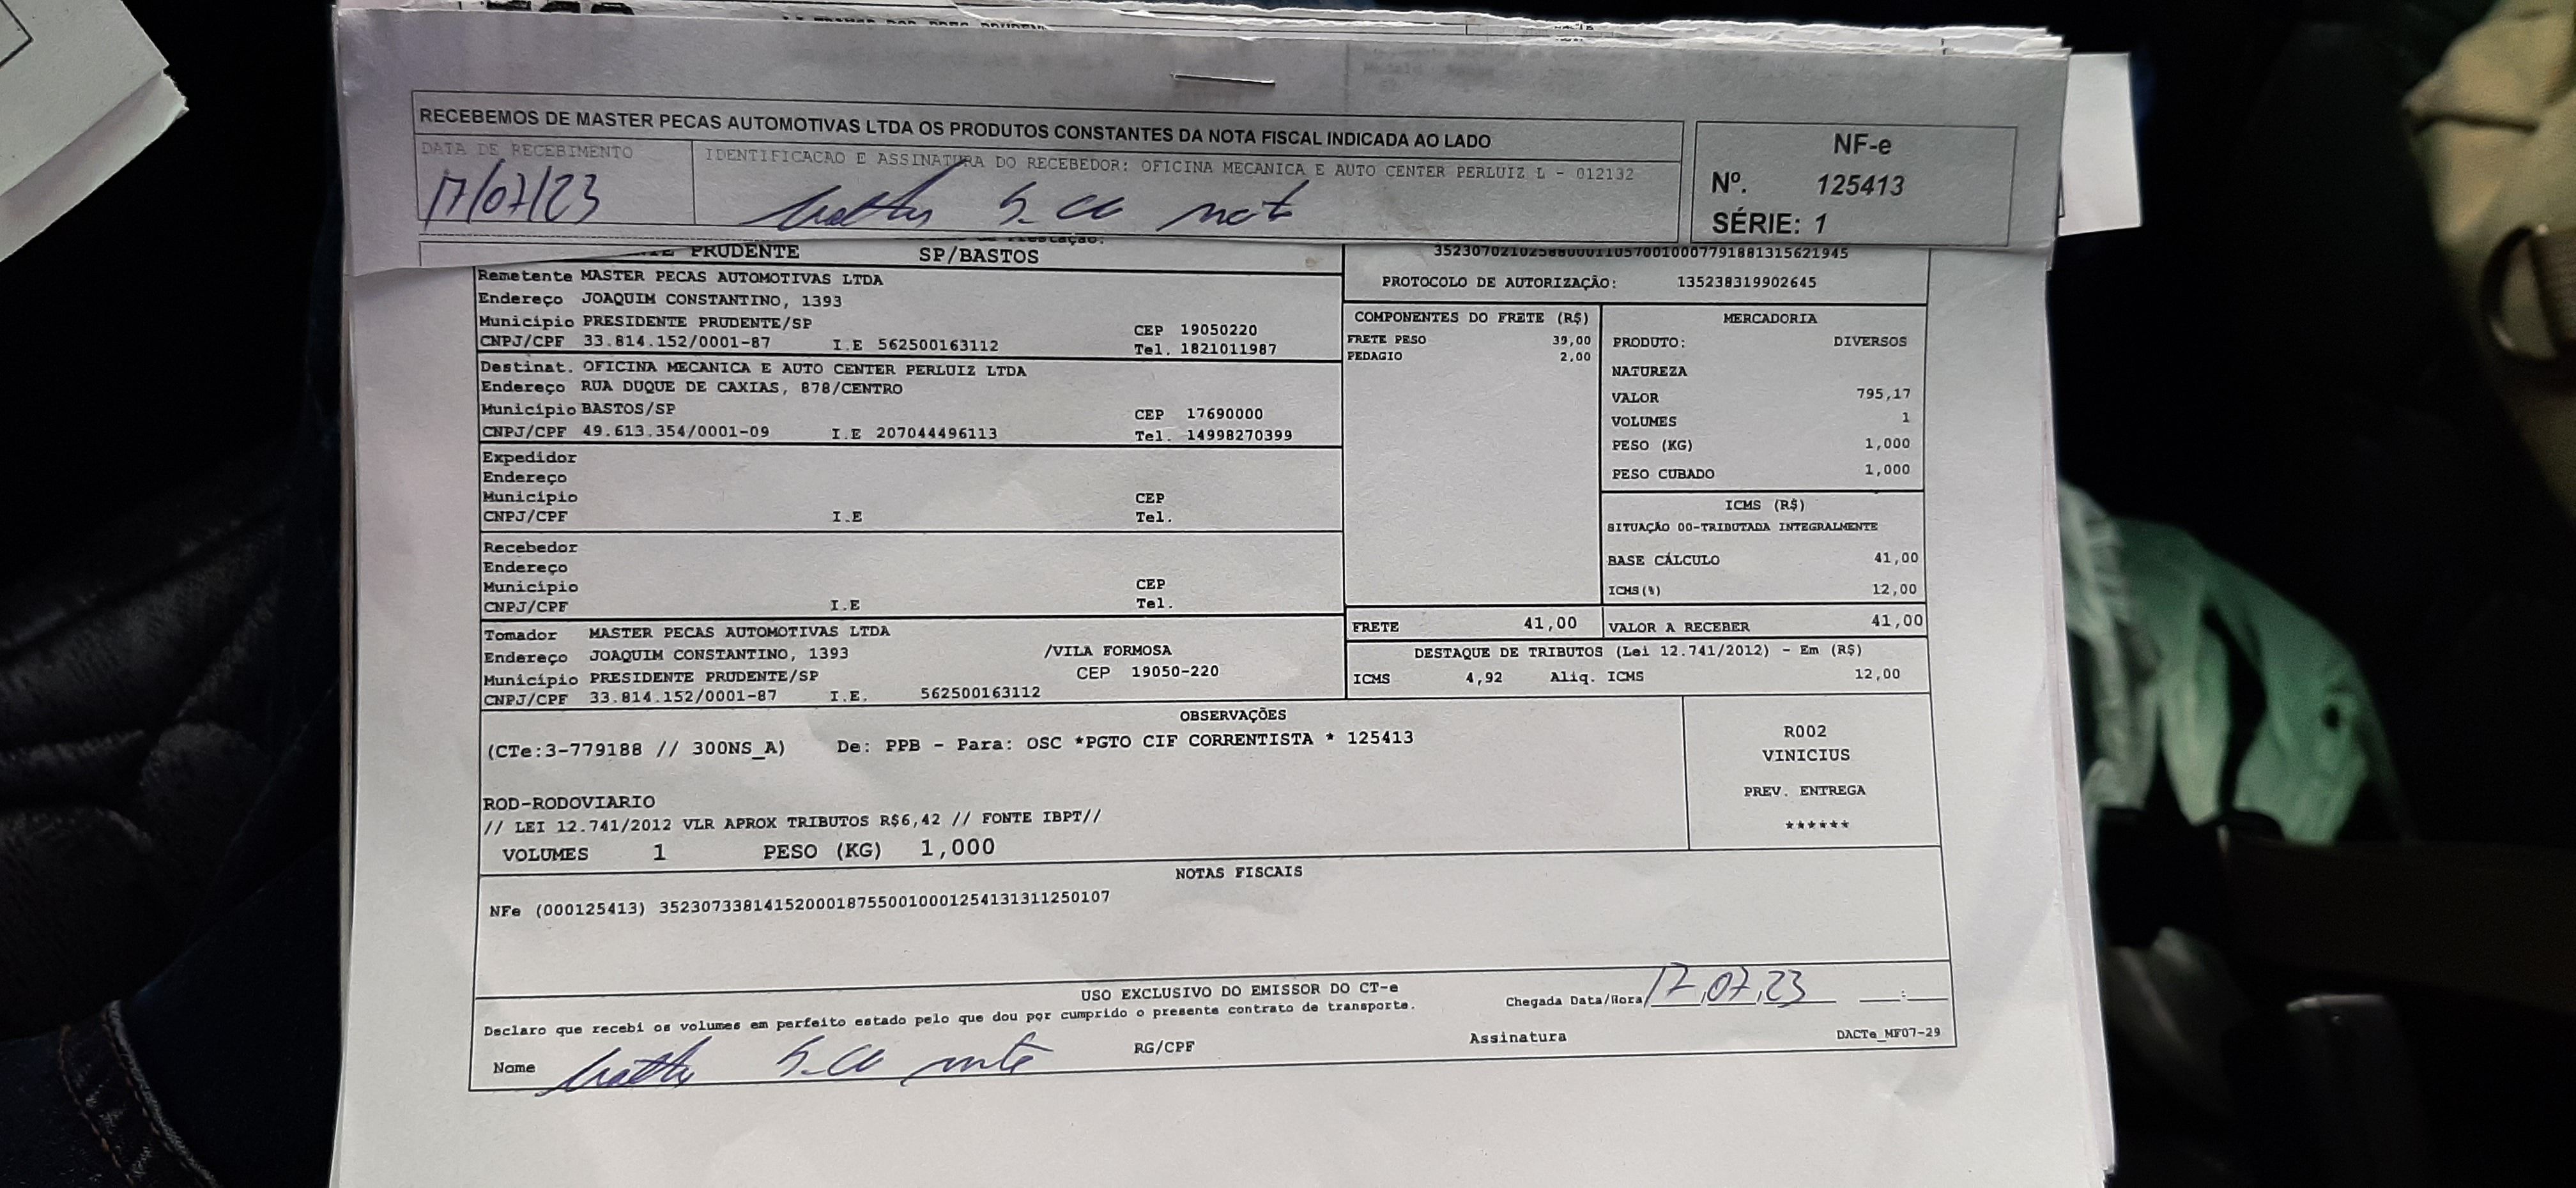 RECEBEMOS DE MASTER PECAS AUTOMOTIVAS LTDA OS PRODUTOS CONSTANTES DA NOTA FISCAL INDICADA AO LADO
DATA DE RECEBIMENTO
17/07/23
IDENTIFICACAO E ASSINATURA DO RECEBEDOR: OFICINA MECANICA E AUTO CENTER PERLUIZ L - 012132
NF-e
Nº. 125413
SÉRIE: 1
PRUDENTE SP/BASTOS
35230702102588000110570010007791881315621945
PROTOCOLO DE AUTORIZAÇÃO: 135238319902645
Remetente MASTER PECAS AUTOMOTIVAS LTDA
Endereço JOAQUIM CONSTANTINO, 1393
Município PRESIDENTE PRUDENTE/SP CEP 19050220
CNPJ/CPF 33.814.152/0001-87 I.E 562500163112 Tel. 1821011987
Destinat. OFICINA MECANICA E AUTO CENTER PERLUIZ LTDA
Endereço RUA DUQUE DE CAXIAS, 878/CENTRO
Município BASTOS/SP CEP 17690000
CNPJ/CPF 49.613.354/0001-09 I.E 207044496113 Tel. 14998270399
Expedidor
Endereço
Município CEP
CNPJ/CPF I.E Tel.
Recebedor
Endereço
Município CEP
CNPJ/CPF I.E Tel.
Tomador MASTER PECAS AUTOMOTIVAS LTDA
Endereço JOAQUIM CONSTANTINO, 1393 /VILA FORMOSA
Município PRESIDENTE PRUDENTE/SP CEP 19050-220
CNPJ/CPF 33.814.152/0001-87 I.E. 562500163112
COMPONENTES DO FRETE (R$)
FRETE PESO 39,00
PEDAGIO 2,00
MERCADORIA
PRODUTO: DIVERSOS
NATUREZA
VALOR 795,17
VOLUMES 1
PESO (KG) 1,000
PESO CUBADO 1,000
ICMS (R$)
SITUAÇÃO 00-TRIBUTADA INTEGRALMENTE
BASE CÁLCULO 41,00
ICMS(%) 12,00
FRETE 41,00
VALOR A RECEBER 41,00
DESTAQUE DE TRIBUTOS (Lei 12.741/2012) - Em (R$)
ICMS 4,92 Aliq. ICMS 12,00
OBSERVAÇÕES
(CTe:3-779188 // 300NS_A) De: PPB - Para: OSC *PGTO CIF CORRENTISTA * 125413
ROD-RODOVIARIO
// LEI 12.741/2012 VLR APROX TRIBUTOS R$6,42 // FONTE IBPT//
VOLUMES 1 PESO (KG) 1,000
R002
VINICIUS
PREV. ENTREGA
******
NOTAS FISCAIS
NFe (000125413) 35230733814152000187550010001254131311250107
USO EXCLUSIVO DO EMISSOR DO CT-e
Declaro que recebi os volumes em perfeito estado pelo que dou por cumprido o presente contrato de transporte.
Chegada Data/Hora 17,07,23 __:__
Nome RG/CPF Assinatura
DACTe_MF07-29